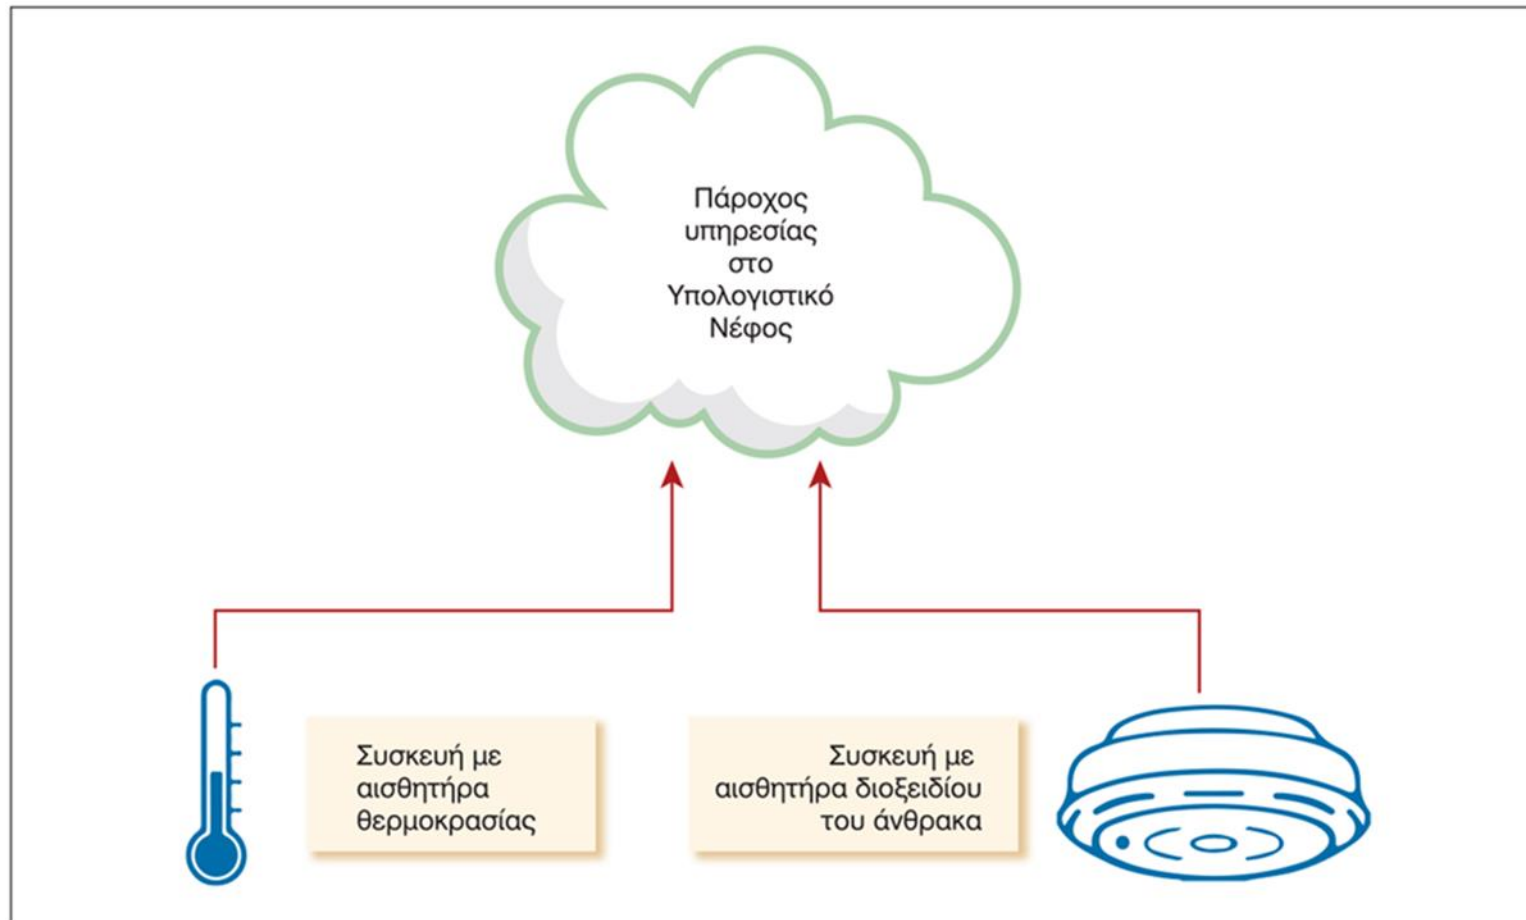 Πάροχος
υπηρεσίας
στο
Υπολογιστικό
Νέφος
Συσκευή με
αισθητήρα
θερμοκρασίας
Συσκευή με
αισθητήρα διοξειδίου
του άνθρακα